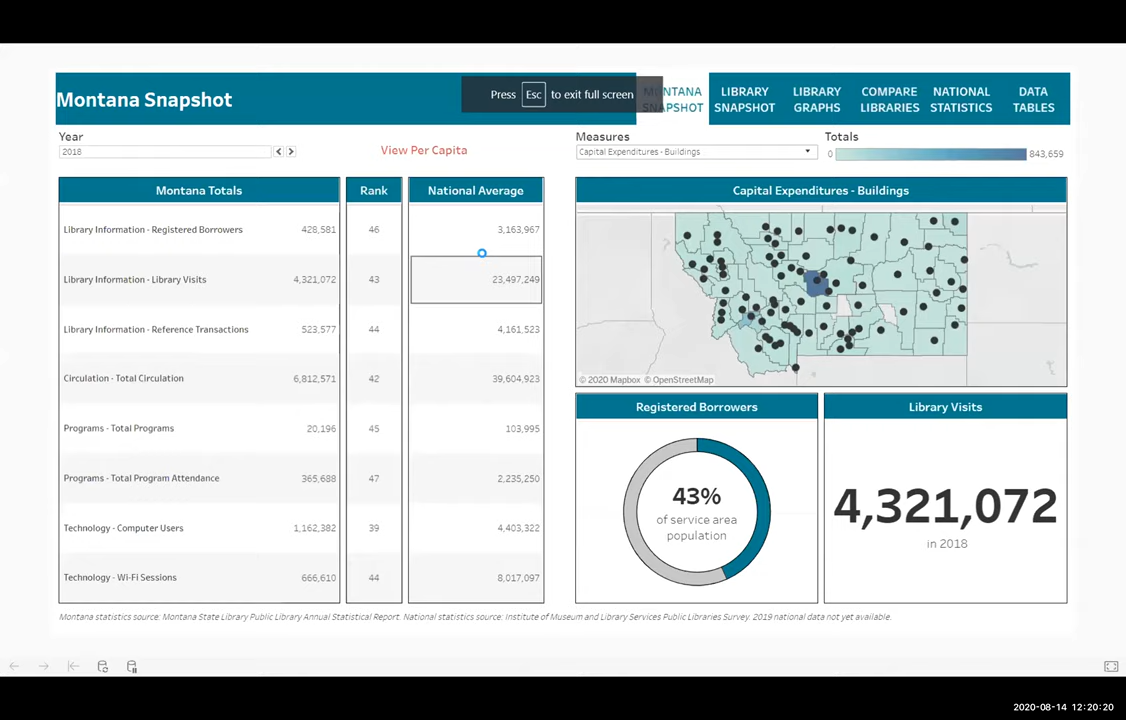 Montana Snapshot
Press Esc to exit full screen
MONTANA SNAPSHOT
LIBRARY SNAPSHOT
LIBRARY GRAPHS
COMPARE LIBRARIES
NATIONAL STATISTICS
DATA TABLES
Year
2018
View Per Capita
Measures
Capital Expenditures - Buildings
Totals
0 843,659
Montana Totals Rank National Average
Library Information - Registered Borrowers 428,581 46 3,163,967
Library Information - Library Visits 4,321,072 43 23,497,249
Library Information - Reference Transactions 523,577 44 4,161,523
Circulation - Total Circulation 6,812,571 42 39,604,923
Programs - Total Programs 20,196 45 103,995
Programs - Total Program Attendance 365,688 47 2,235,250
Technology - Computer Users 1,162,382 39 4,403,322
Technology - Wi-Fi Sessions 666,610 44 8,017,097
Capital Expenditures - Buildings
© 2020 Mapbox © OpenStreetMap
Registered Borrowers
43%
of service area
population
Library Visits
4,321,072
in 2018
Montana statistics source: Montana State Library Public Library Annual Statistical Report. National statistics source: Institute of Museum and Library Services Public Libraries Survey. 2019 national data not yet available.
2020-08-14 12:20:20